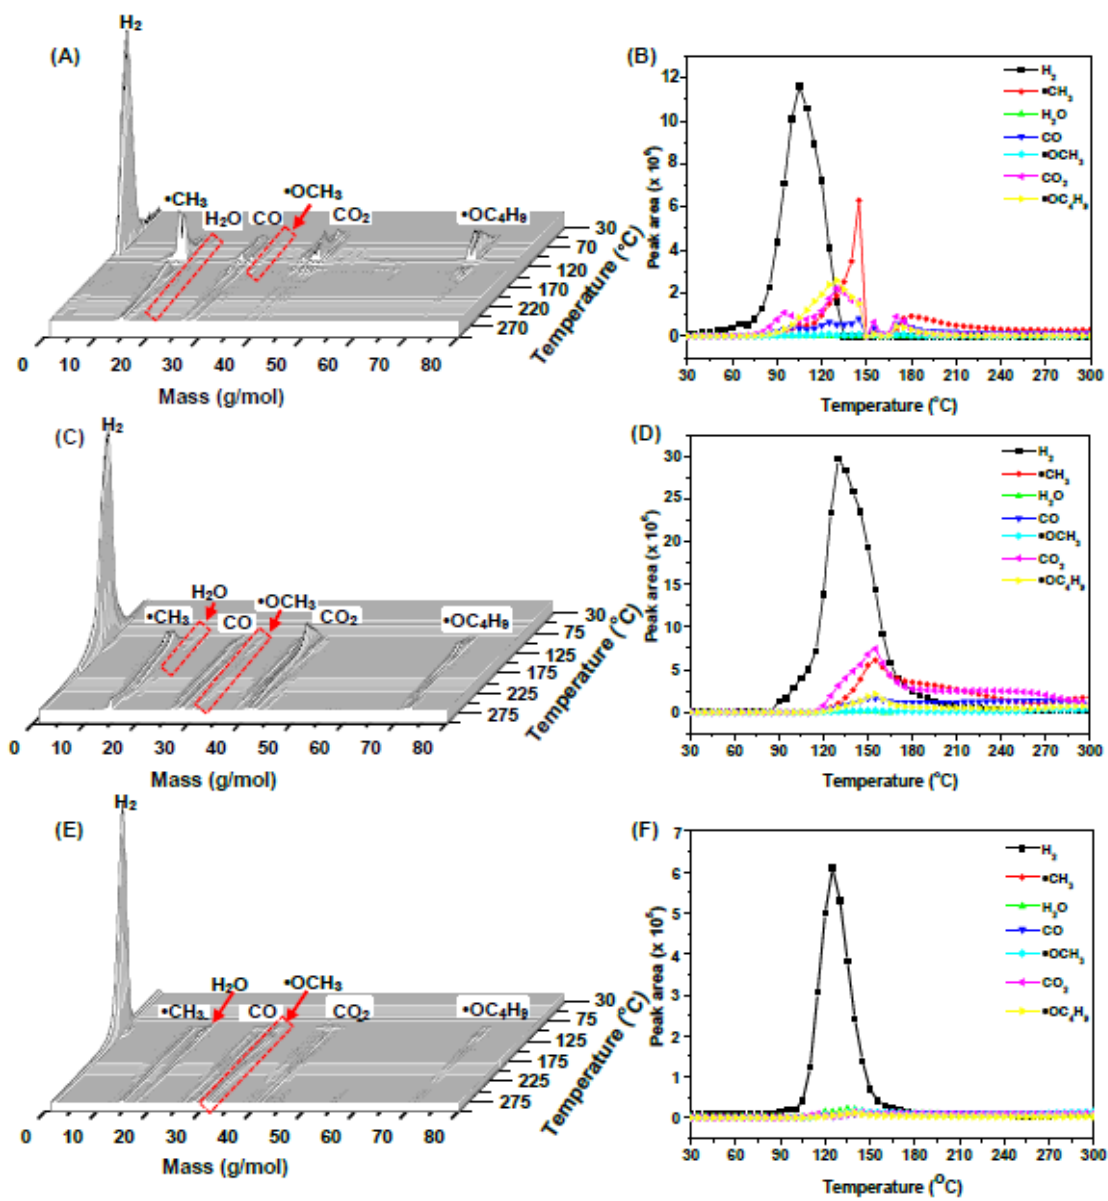 (A)
H₂
•CH₃
H₂O
CO
•OCH₃
CO₂
•OC₄H₉
30
70
120
170
220
270
Temperature (°C)
0 10 20 30 40 50 60 70 80
Mass (g/mol)
(B)
Peak area (x 10⁶)
12
10
8
6
4
2
0
30 60 90 120 150 180 210 240 270 300
Temperature (°C)
H₂
•CH₃
H₂O
CO
•OCH₃
CO₂
•OC₄H₉
(C)
H₂
•CH₃
H₂O
CO
•OCH₃
CO₂
•OC₄H₉
30
75
125
175
225
275
Temperature (°C)
0 10 20 30 40 50 60 70 80
Mass (g/mol)
(D)
Peak area (x 10⁶)
30
25
20
15
10
5
0
30 60 90 120 150 180 210 240 270 300
Temperature (°C)
H₂
•CH₃
H₂O
CO
•OCH₃
CO₂
•OC₄H₉
(E)
H₂
•CH₃
H₂O
CO
•OCH₃
CO₂
•OC₄H₉
30
75
125
175
225
275
Temperature (°C)
0 10 20 30 40 50 60 70 80
Mass (g/mol)
(F)
Peak area (x 10⁶)
7
6
5
4
3
2
1
0
30 60 90 120 150 180 210 240 270 300
Temperature (°C)
H₂
•CH₃
H₂O
CO
•OCH₃
CO₂
•OC₄H₉